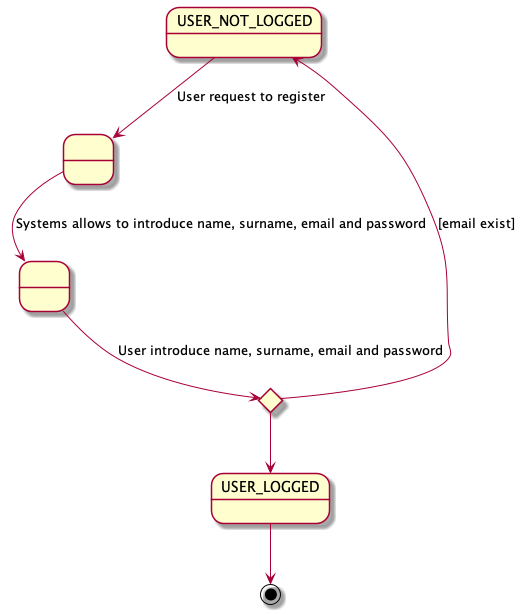 USER_NOT_LOGGED
User request to register
Systems allows to introduce name, surname, email and password
[email exist]
User introduce name, surname, email and password
USER_LOGGED